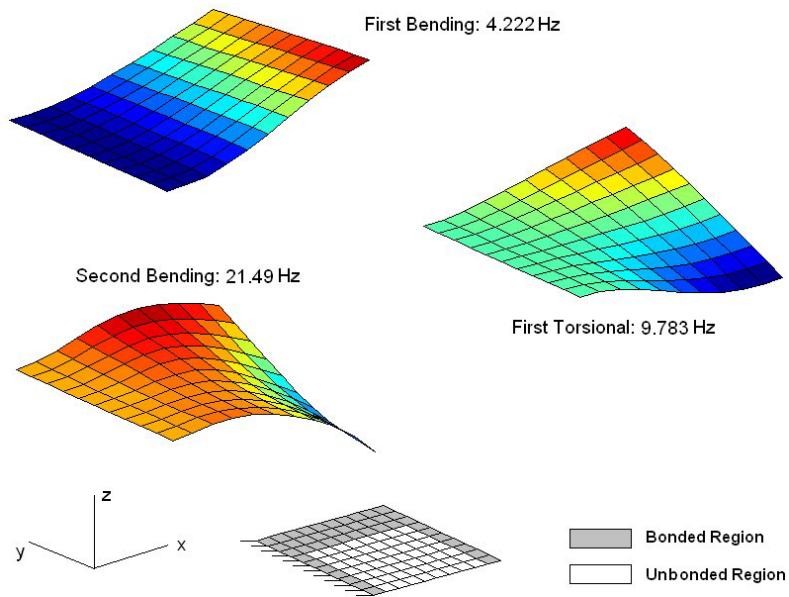 First Bending: 4.222 Hz
Second Bending: 21.49 Hz
First Torsional: 9.783 Hz
z
y
x
Bonded Region
Unbonded Region